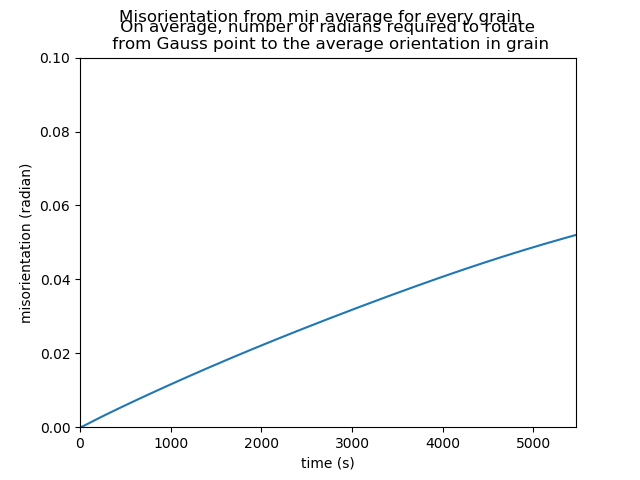 Misorientation from min average for every grain
On average, number of radians required to rotate
from Gauss point to the average orientation in grain
0.10
0.08
0.06
0.04
0.02
0.00
misorientation (radian)
0 1000 2000 3000 4000 5000
time (s)